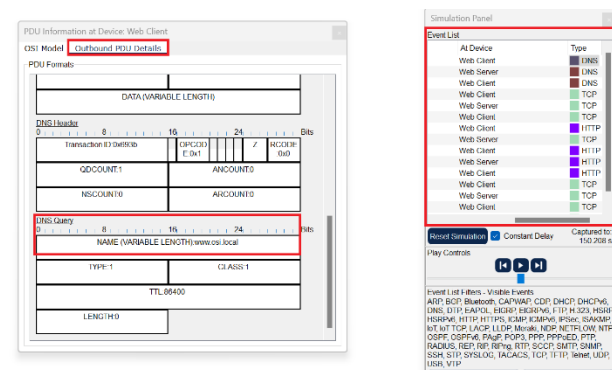 PDU Information at Device: Web Client
OSI Model Outbound PDU Details
PDU Formats
DATA (VARIABLE LENGTH)
DNS Header
0 8 16 24 Bits
Transaction ID:0x693b OPCOD E:0x1 Z RCODE 0x0
QDCOUNT:1 ANCOUNT:0
NSCOUNT:0 ARCOUNT:0
DNS Query
0 8 16 24 Bits
NAME (VARIABLE LENGTH):www.osi.local
TYPE:1 CLASS:1
TTL:86400
LENGTH:0
Simulation Panel
Event List
At Device Type
Web Client DNS
Web Server DNS
Web Client DNS
Web Client TCP
Web Server TCP
Web Client TCP
Web Client HTTP
Web Server TCP
Web Client HTTP
Web Server HTTP
Web Client HTTP
Web Client TCP
Web Server TCP
Web Client TCP
Reset Simulation Constant Delay Captured to:
150.208 s
Play Controls
Event List Filters - Visible Events
ARP, BGP, Bluetooth, CAPWAP, CDP, DHCP, DHCPv6,
DNS, DTP, EAPOL, EIGRP, EIGRPv6, FTP, H.323, HSRP,
HSRPv6, HTTP, HTTPS, ICMP, ICMPv6, IPSec, ISAKMP,
IoT, IoT TCP, LACP, LLDP, Meraki, NDP, NETFLOW, NTP
OSPF, OSPFv6, PAgP, POP3, PPP, PPPoED, PTP,
RADIUS, REP, RIP, RIPng, RTP, SCCP, SMTP, SNMP,
SSH, STP, SYSLOG, TACACS, TCP, TFTP, Telnet, UDP,
USB, VTP